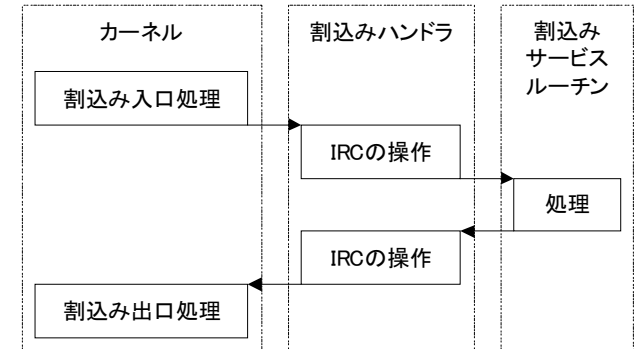 カーネル
割込みハンドラ
割込み
サービス
ルーチン
割込み入口処理
IRCの操作
処理
IRCの操作
割込み出口処理